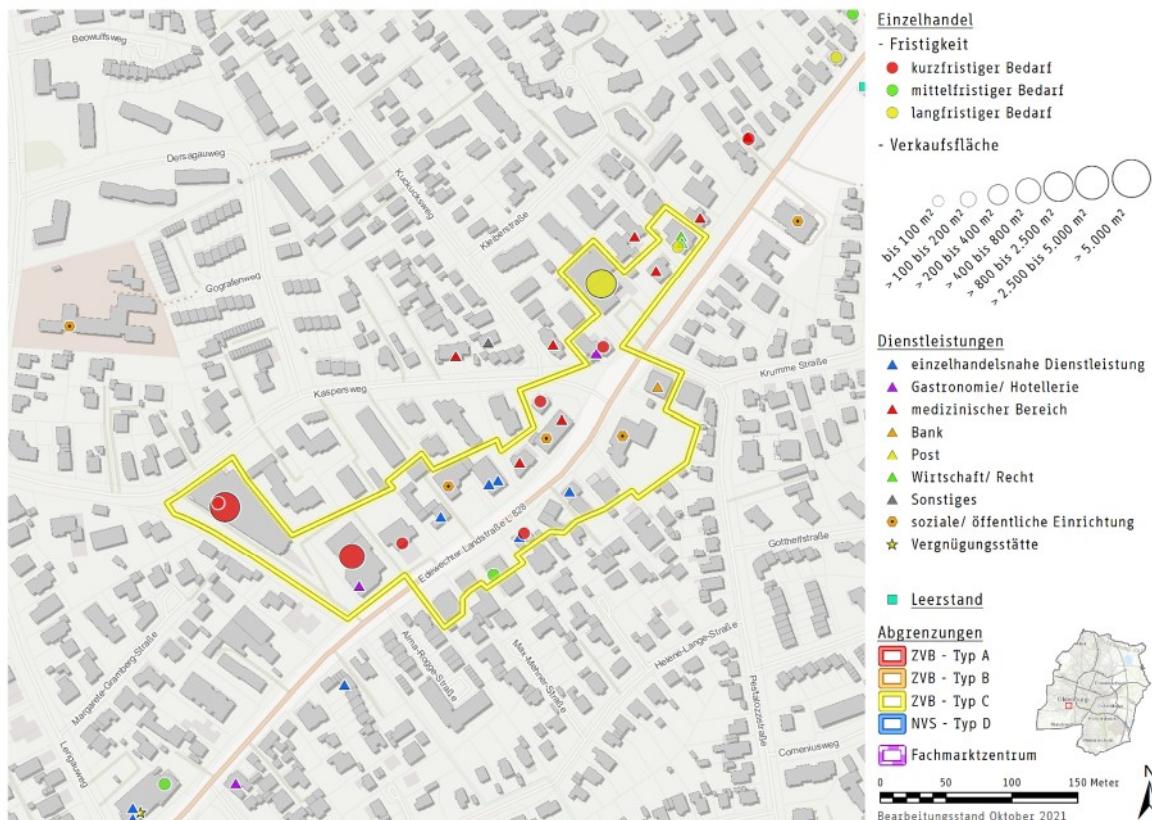 Beowulfsweg
Dersagauweg
Kuckucksweg
Kleiberstraße
Gografenweg
Kaspersweg
Krumme Straße
Edewechter Landstraße L 828
Gotthelfstraße
Margarete-Gramberg-Straße
Alma-Rogge-Straße
Max-Mehner-Straße
Helene-Lange-Straße
Pestalozzistraße
Comeniusweg
Lengauweg
Einzelhandel
- Fristigkeit
kurzfristiger Bedarf
mittelfristiger Bedarf
langfristiger Bedarf
- Verkaufsfläche
bis 100 m²
> 100 bis 200 m²
> 200 bis 400 m²
> 400 bis 800 m²
> 800 bis 2.500 m²
> 2.500 bis 5.000 m²
> 5.000 m²
Dienstleistungen
einzelhandelsnahe Dienstleistung
Gastronomie/ Hotellerie
medizinischer Bereich
Bank
Post
Wirtschaft/ Recht
Sonstiges
soziale/ öffentliche Einrichtung
Vergnügungsstätte
Leerstand
Abgrenzungen
ZVB - Typ A
ZVB - Typ B
ZVB - Typ C
NVS - Typ D
Fachmarktzentrum
0 50 100 150 Meter
N
Bearbeitungsstand Oktober 2021